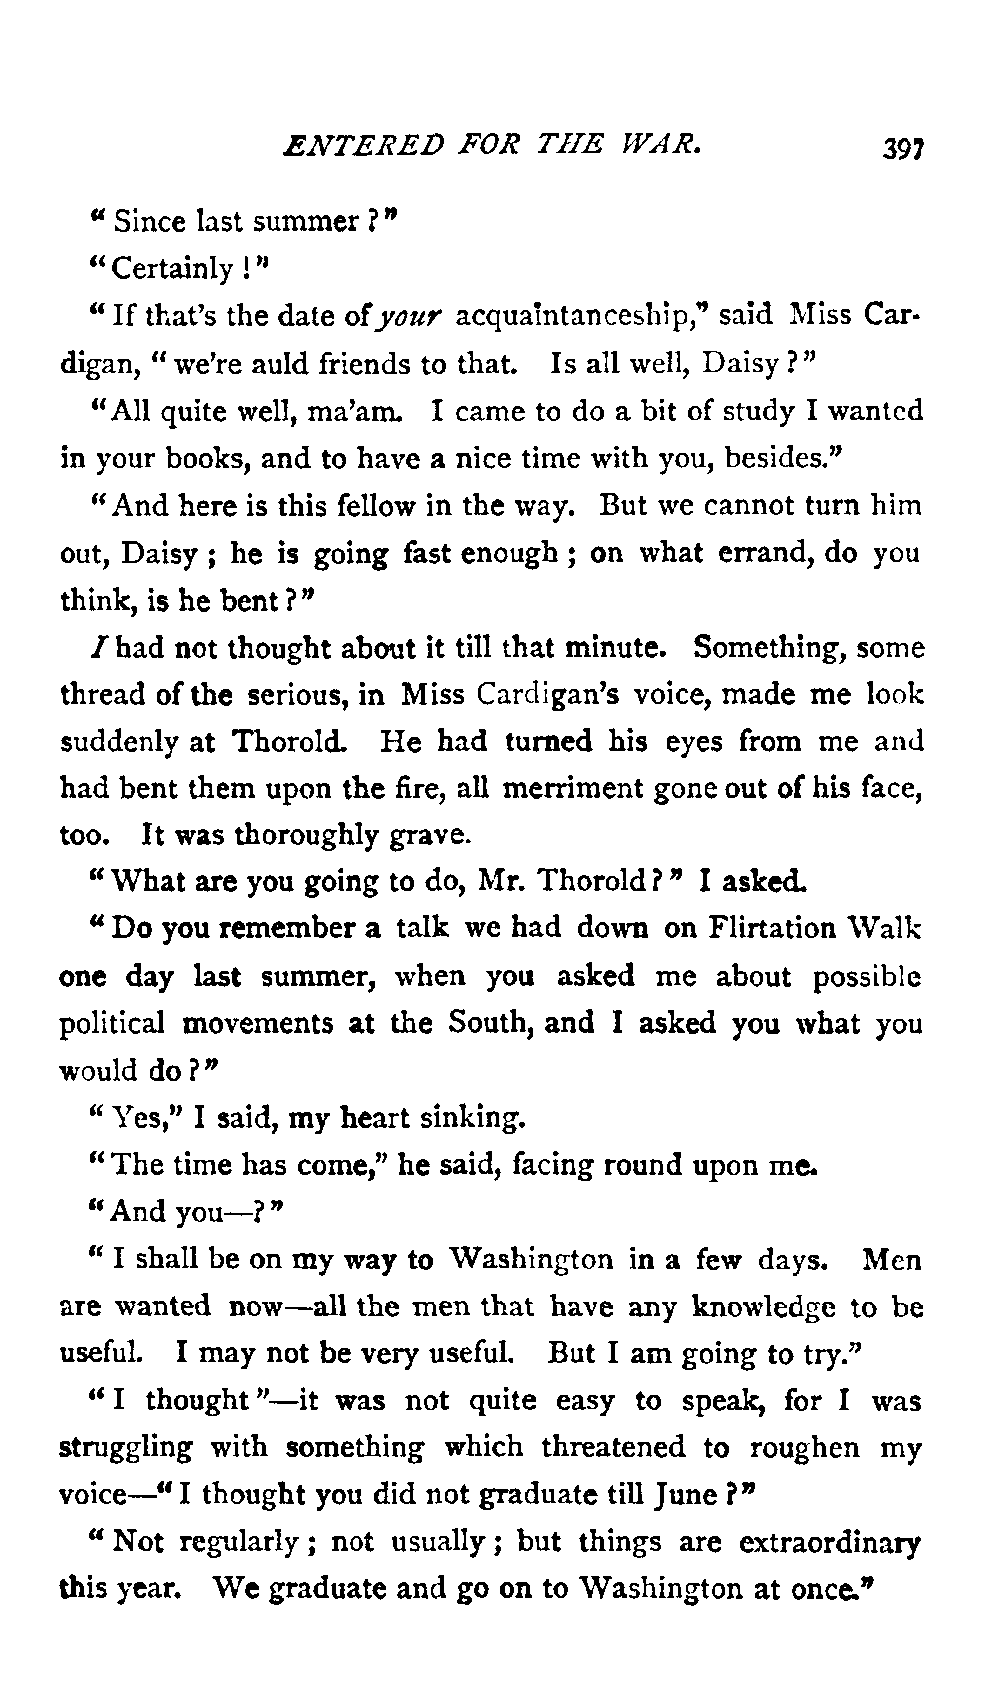 ENTERED FOR THE WAR. 397
" Since last summer ?"
"Certainly !"
"If that's the date of your acquaintanceship," said Miss Car-
digan, "we're auld friends to that. Is all well, Daisy ?"
"All quite well, ma'am. I came to do a bit of study I wanted
in your books, and to have a nice time with you, besides."
"And here is this fellow in the way. But we cannot turn him
out, Daisy ; he is going fast enough ; on what errand, do you
think, is he bent ?"
I had not thought about it till that minute. Something, some
thread of the serious, in Miss Cardigan's voice, made me look
suddenly at Thorold. He had turned his eyes from me and
had bent them upon the fire, all merriment gone out of his face,
too. It was thoroughly grave.
"What are you going to do, Mr. Thorold ?" I asked.
"Do you remember a talk we had down on Flirtation Walk
one day last summer, when you asked me about possible
political movements at the South, and I asked you what you
would do ?"
"Yes," I said, my heart sinking.
"The time has come," he said, facing round upon me.
"And you—?"
"I shall be on my way to Washington in a few days. Men
are wanted now—all the men that have any knowledge to be
useful. I may not be very useful. But I am going to try."
"I thought"—it was not quite easy to speak, for I was
struggling with something which threatened to roughen my
voice—"I thought you did not graduate till June ?"
"Not regularly ; not usually ; but things are extraordinary
this year. We graduate and go on to Washington at once."